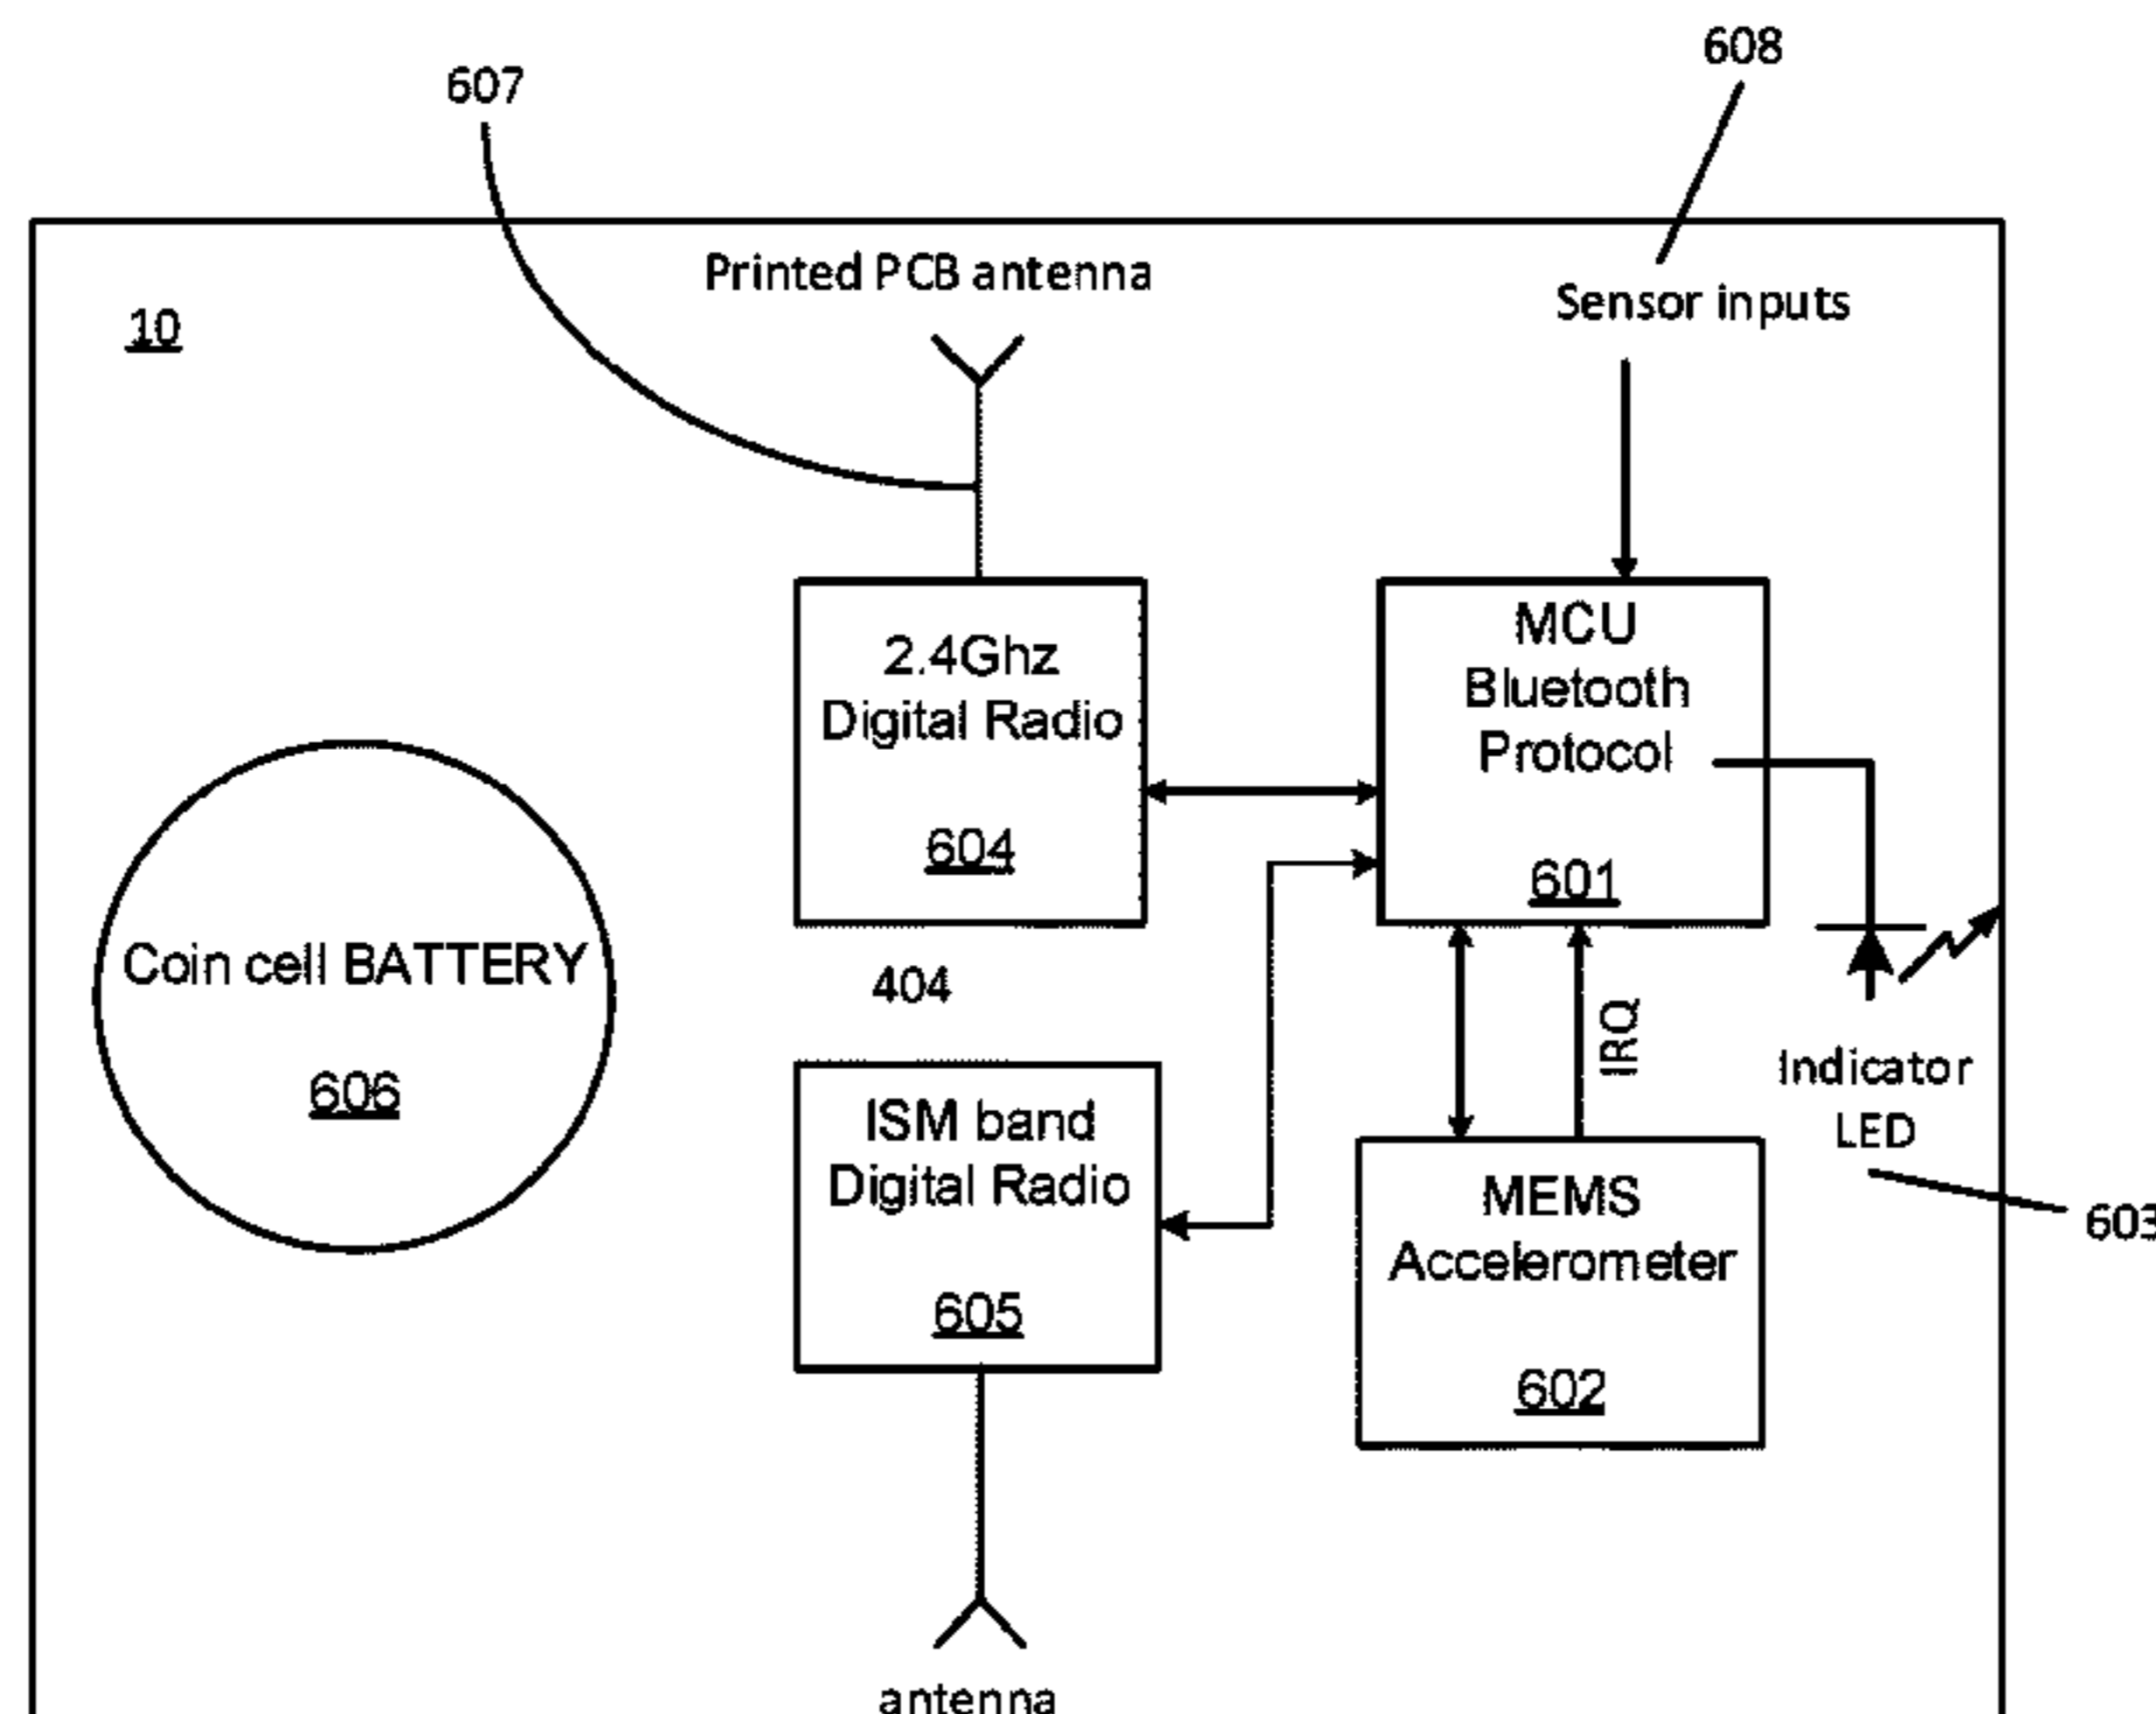 608
607
Printed PCB antenna
10
Sensor inputs
2.4Ghz
Digital Radio
604
MCU
Bluetooth
Protocol
601
Coin cell BATTERY
606
404
IRQ
Indicator
LED
603
ISM band
Digital Radio
605
MEMS
Accelerometer
602
antenna